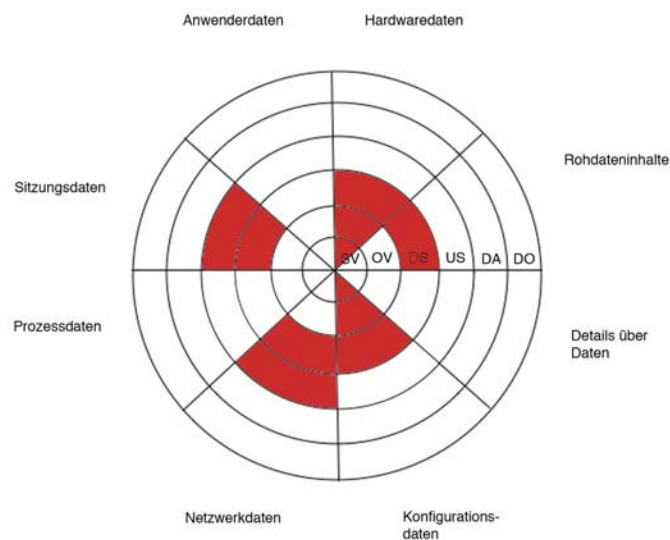 Anwenderdaten
Hardwaredaten
Rohdateninhalte
Sitzungsdaten
SV OV DS US DA DO
Prozessdaten
Details über
Daten
Netzwerkdaten
Konfigurations-
daten